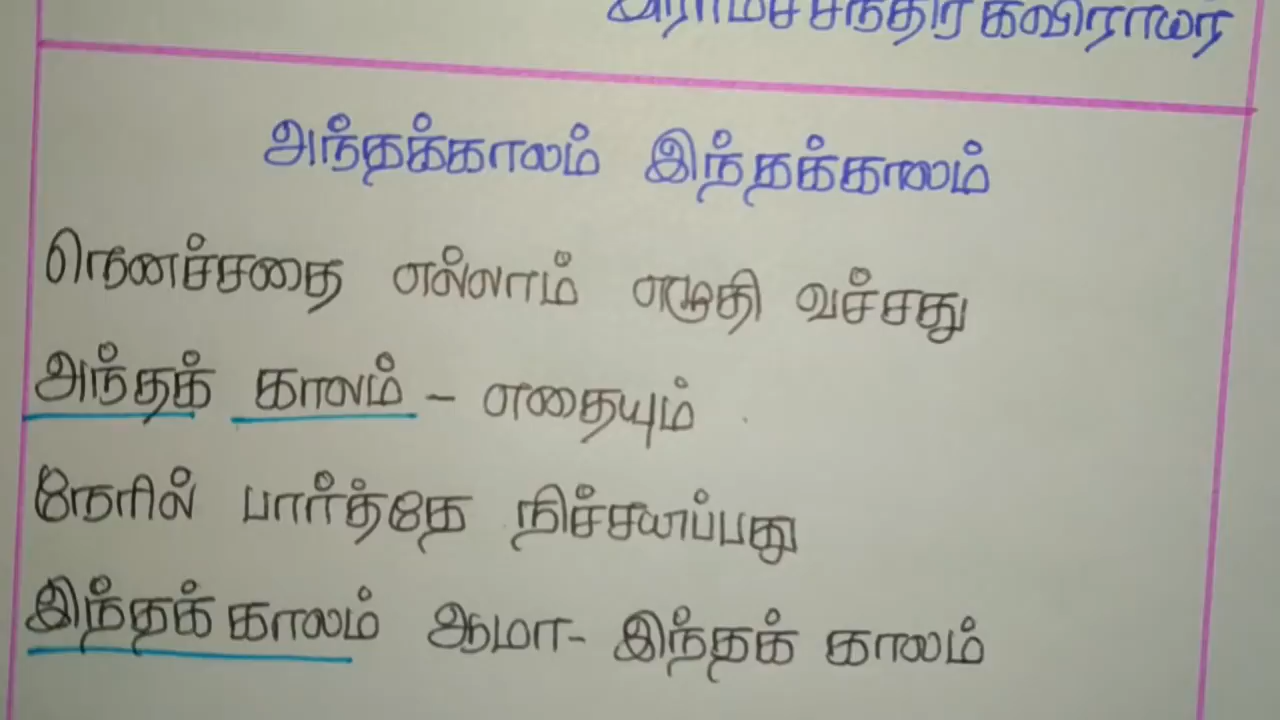 அந்தக்காலம் இந்தக்காலம்
நெனச்சதை எல்லாம் எழுதி வச்சது
அந்தக் காலம் - எதையும்
நேரில் பார்த்தே நிச்சயிப்பது
இந்தக்காலம் ஆமா- இந்தக் காலம்